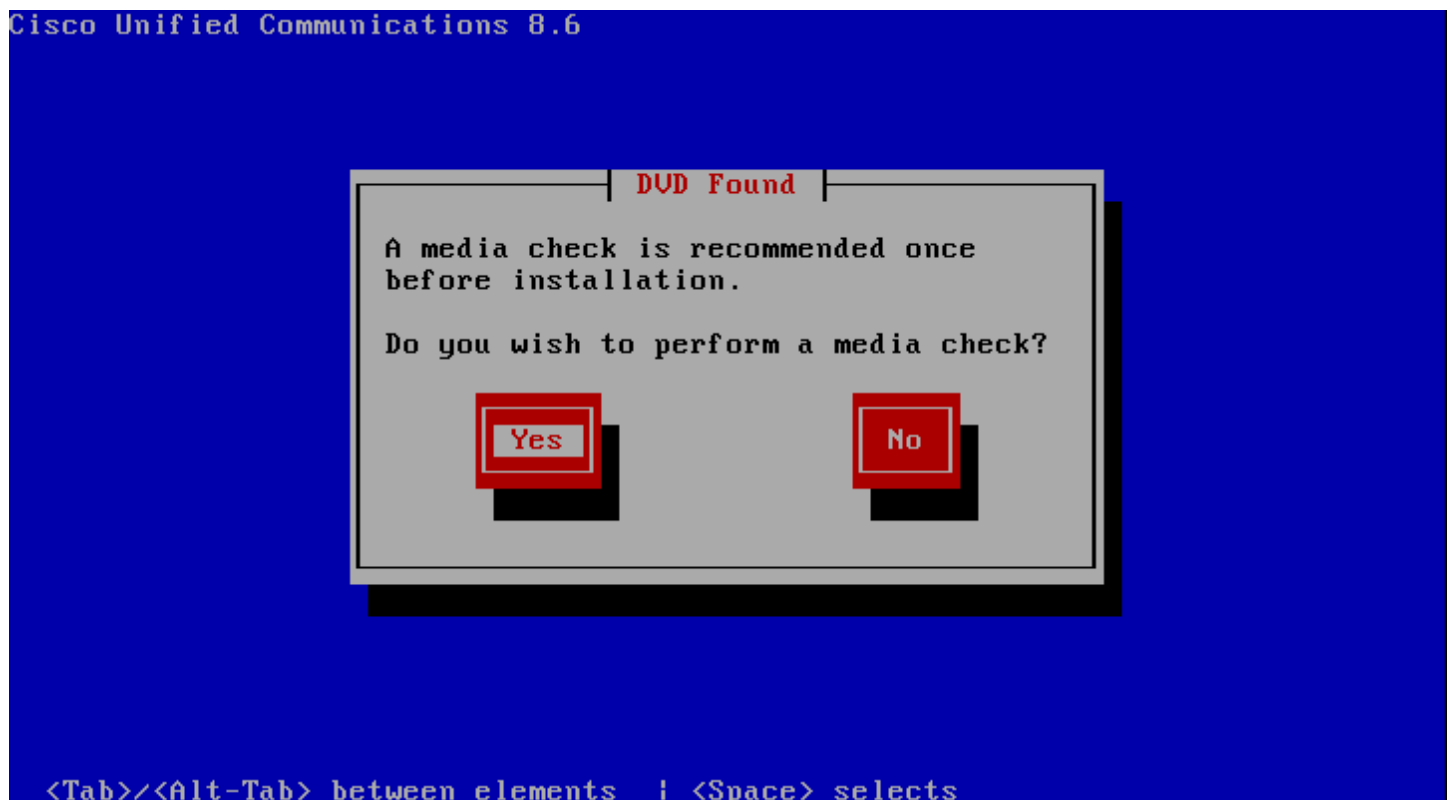 Cisco Unified Communications 8.6
DVD Found
A media check is recommended once
before installation.
Do you wish to perform a media check?
Yes No
<Tab>/<Alt-Tab> between elements | <Space> selects